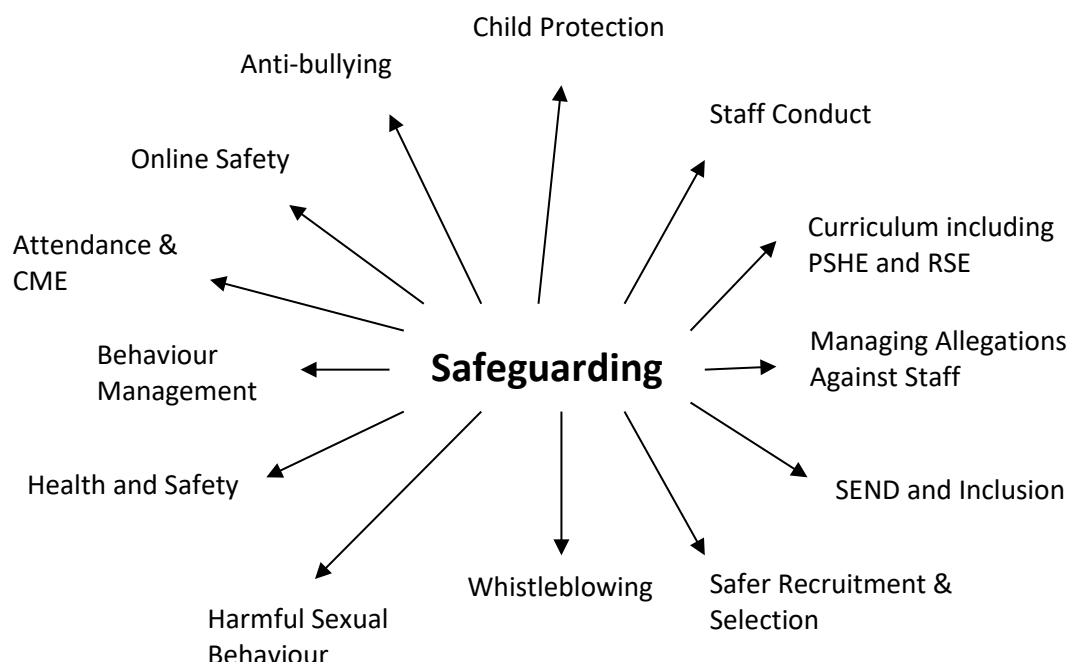 Child Protection
Anti-bullying
Staff Conduct
Online Safety
Curriculum including
PSHE and RSE
Attendance &
CME
Managing Allegations
Against Staff
Behaviour
Management
Safeguarding
Health and Safety
SEND and Inclusion
Whistleblowing
Safer Recruitment &
Selection
Harmful Sexual
Behaviour